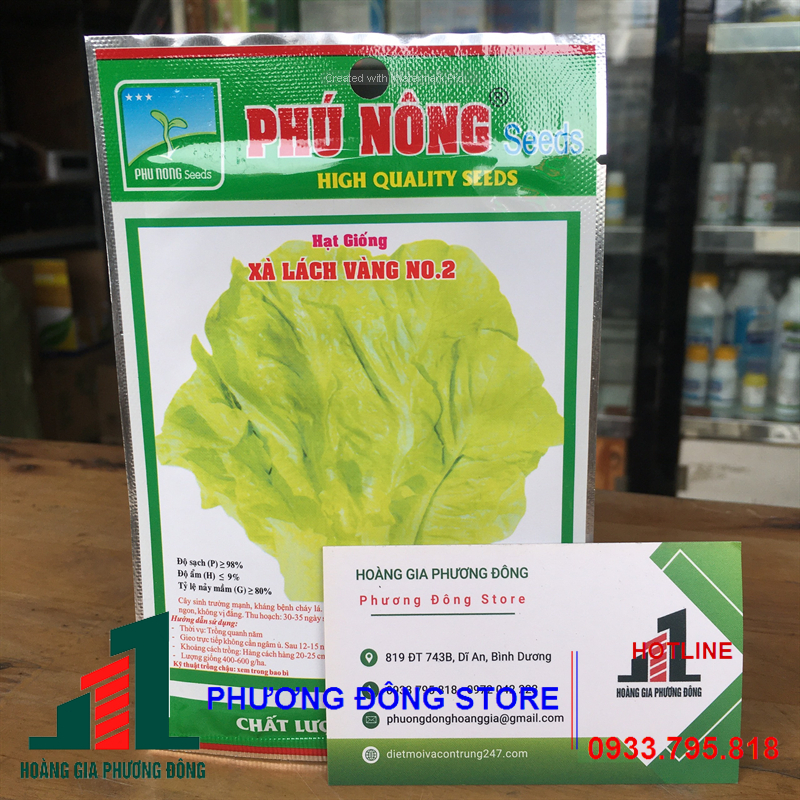 Created with
PHÚ NÔNG® Seeds
PHU NONG Seeds
HIGH QUALITY SEEDS
Hạt Giống
XÀ LÁCH VÀNG NO.2
Độ sạch (P) ≥ 98%
Độ ẩm (H) ≤ 9%
Tỷ lệ nảy mầm (G) ≥ 80%
Cây sinh trưởng mạnh, kháng bệnh cháy lá.
ngon, không vị đắng. Thu hoạch: 30-35 ngày
Hướng dẫn sử dụng:
- Thời vụ: Trồng quanh năm
- Gieo trực tiếp không cần ngâm ủ. Sau 12-15
- Khoảng cách trồng: Hàng cách hàng 20-25
- Lượng giống 400-600 g/ha.
Kỹ thuật trồng chậu: xem trong bao bì
CHẤT
HOÀNG GIA PHƯƠNG ĐÔNG
Phương Đông Store
819 ĐT 743B, Dĩ An, Bình Dương
0933 795 818
phuongdonghoanggia@gmail.com
dietmoivacontrung247.com
HOÀNG GIA PHƯƠNG ĐÔNG
HOTLINE
0933.795.818
PHƯƠNG ĐÔNG STORE
HOÀNG GIA PHƯƠNG ĐÔNG